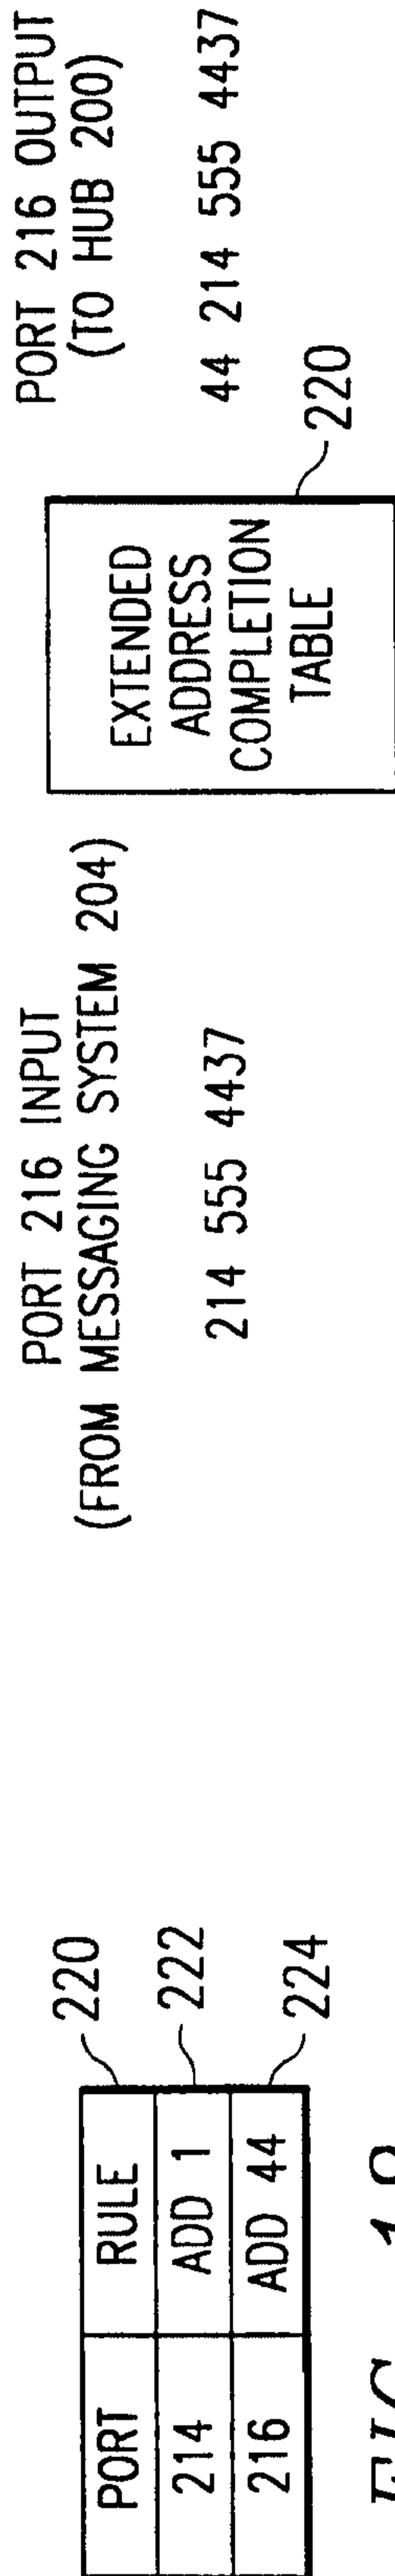 PORT RULE 220
214 ADD 1 222
216 ADD 44 224
PORT 216 INPUT
(FROM MESSAGING SYSTEM 204)
214 555 4437
EXTENDED
ADDRESS
COMPLETION
TABLE
220
PORT 216 OUTPUT
(TO HUB 200)
44 214 555 4437